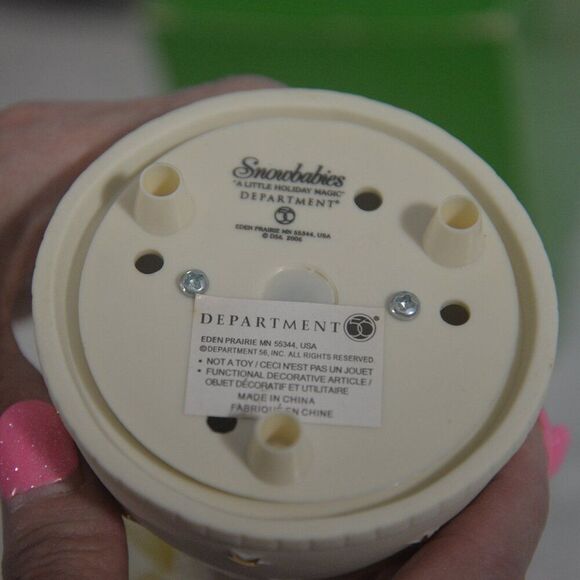 Snowbabies
"A LITTLE HOLIDAY MAGIC"
DEPARTMENT 56®
EDEN PRAIRIE MN 55344, USA
© D56, 2006
DEPARTMENT 56®
EDEN PRAIRIE MN 55344, USA
©DEPARTMENT 56, INC. ALL RIGHTS RESERVED
• NOT A TOY / CECI N'EST PAS UN JOUET
• FUNCTIONAL DECORATIVE ARTICLE /
OBJET DÉCORATIF ET UTILITAIRE
MADE IN CHINA
FABRIQUÉ EN CHINE